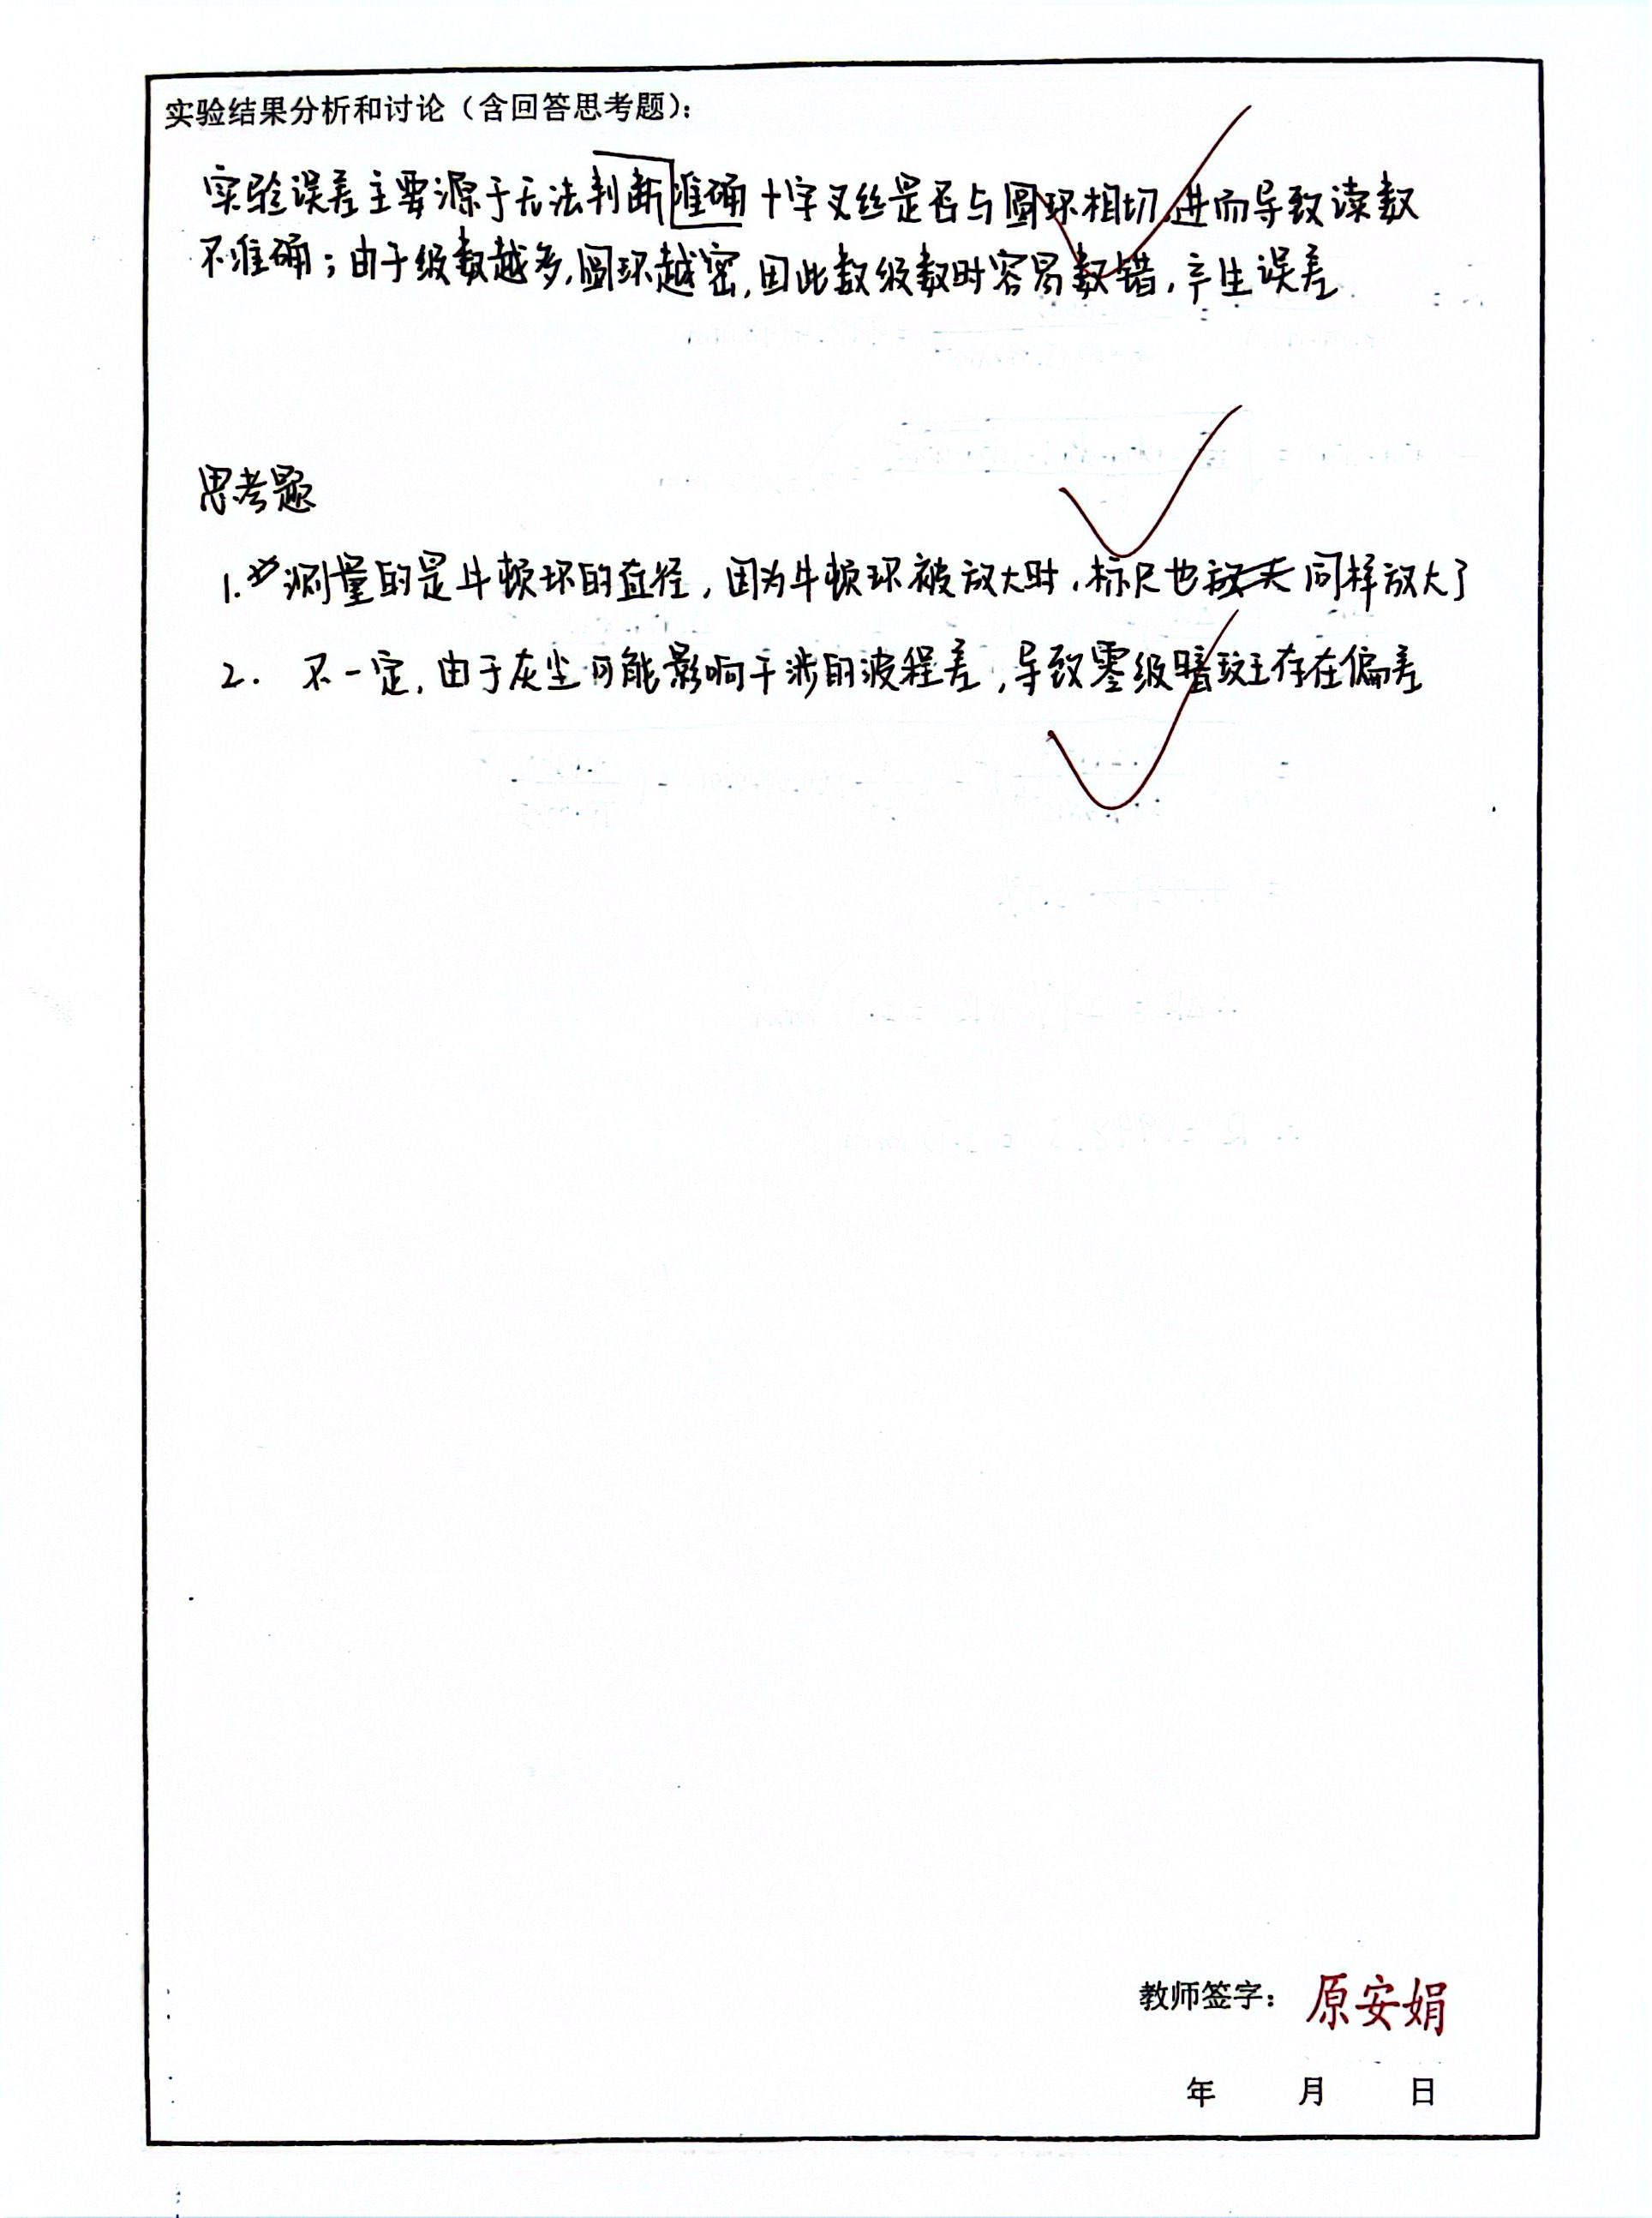 实验结果分析和讨论（含回答思考题）：
实验误差主要源于无法判断准确十字叉丝是否与圆环相切,进而导致读数
不准确；由于级数越多,圆环越密,因此数级数时容易数错,产生误差
思考题
1. 测量的是牛顿环的直径，因为牛顿环被放大时，标尺也放大同样放大了
2. 不一定，由于灰尘可能影响干涉的波程差，导致零级暗纹存在偏差
教师签字：原安娟
年 月 日